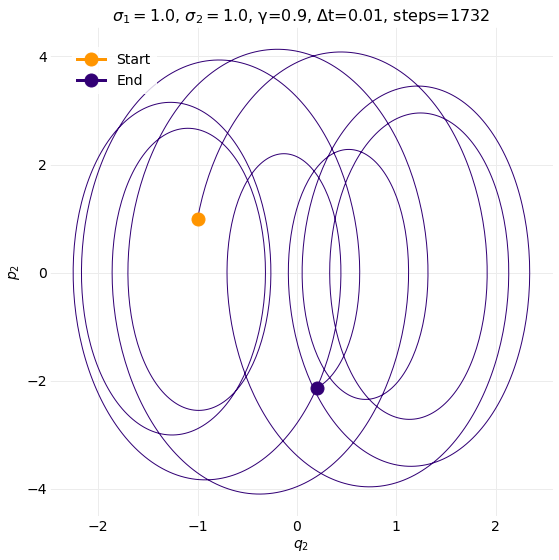 σ₁ = 1.0, σ₂ = 1.0, γ=0.9, Δt=0.01, steps=1732
Start
End
4
2
0
−2
−4
p₂
−2
−1
0
1
2
q₂